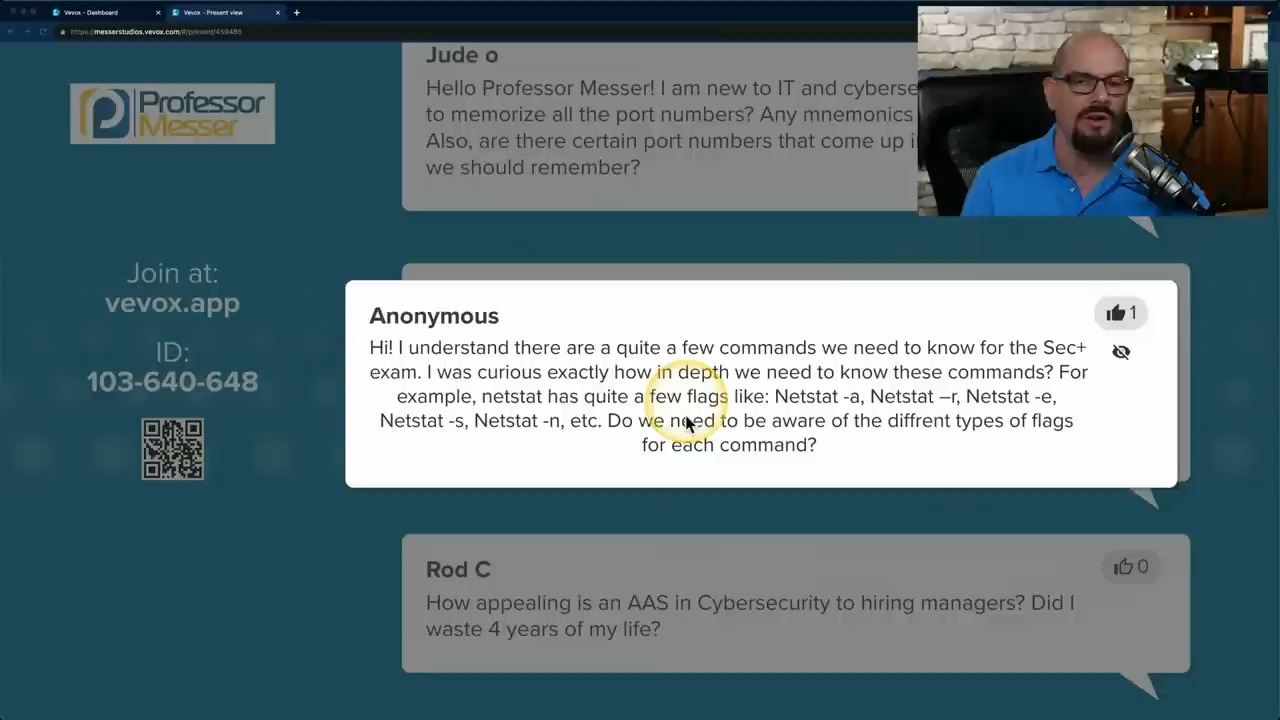 Vevox - Dashboard
Vevox - Present view
https://messerstudios.vevox.com/#/present/459485
Professor
Messer
Join at:
vevox.app
ID:
103-640-648
Jude o
Hello Professor Messer! I am new to IT and cyberse
to memorize all the port numbers? Any mnemonics
Also, are there certain port numbers that come up i
we should remember?
Anonymous
1
Hi! I understand there are a quite a few commands we need to know for the Sec+
exam. I was curious exactly how in depth we need to know these commands? For
example, netstat has quite a few flags like: Netstat -a, Netstat –r, Netstat -e,
Netstat -s, Netstat -n, etc. Do we need to be aware of the diffrent types of flags
for each command?
Rod C
0
How appealing is an AAS in Cybersecurity to hiring managers? Did I
waste 4 years of my life?